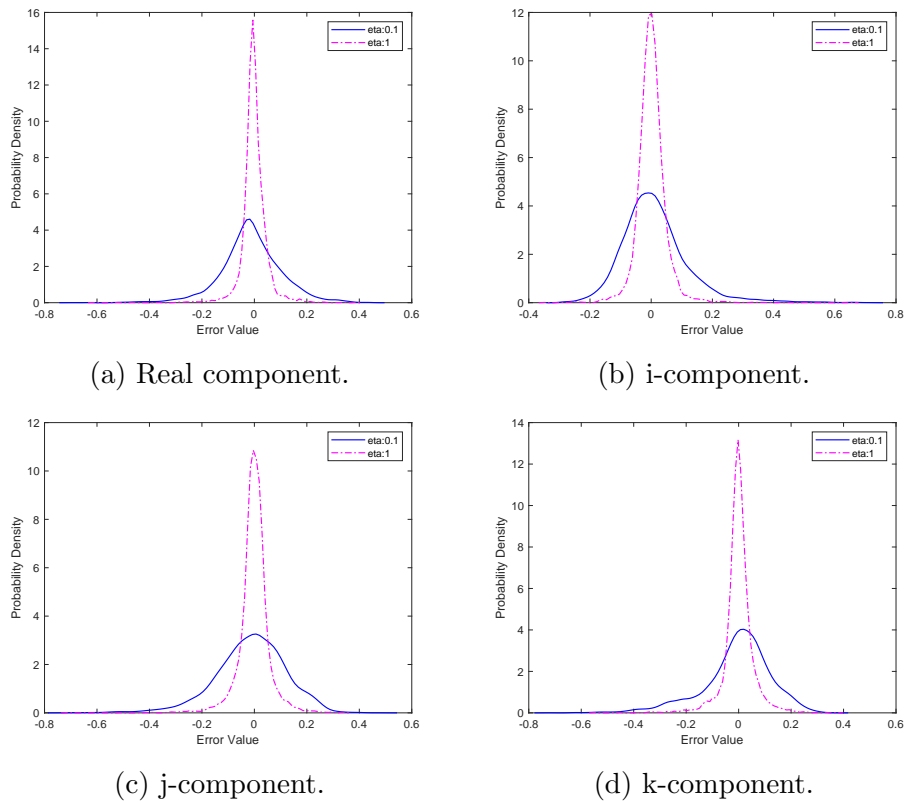 16
14
12
10
8
6
4
2
0
Probability Density
-0.8 -0.6 -0.4 -0.2 0 0.2 0.4 0.6
Error Value
eta:0.1
eta:1
(a) Real component.
12
10
8
6
4
2
0
Probability Density
-0.4 -0.2 0 0.2 0.4 0.6 0.8
Error Value
eta:0.1
eta:1
(b) i-component.
12
10
8
6
4
2
0
Probability Density
-0.8 -0.6 -0.4 -0.2 0 0.2 0.4 0.6
Error Value
eta:0.1
eta:1
(c) j-component.
14
12
10
8
6
4
2
0
Probability Density
-0.8 -0.6 -0.4 -0.2 0 0.2 0.4 0.6
Error Value
eta:0.1
eta:1
(d) k-component.